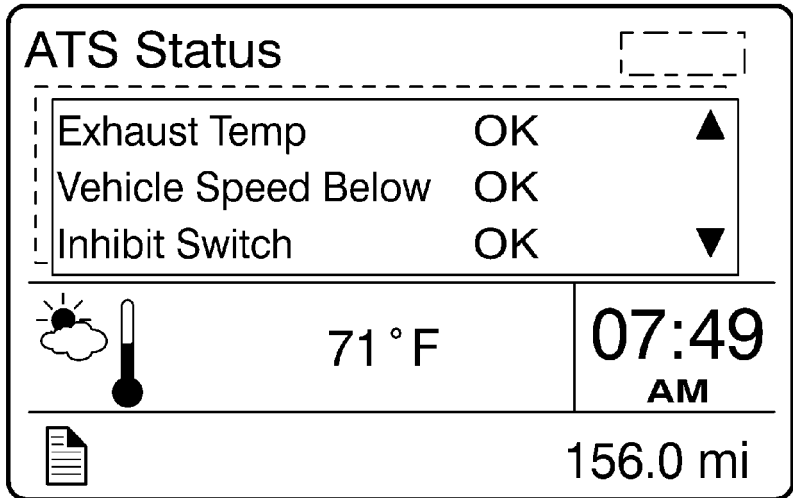 ATS Status
Exhaust Temp OK
Vehicle Speed Below OK
Inhibit Switch OK
71°F
07:49
AM
156.0 mi